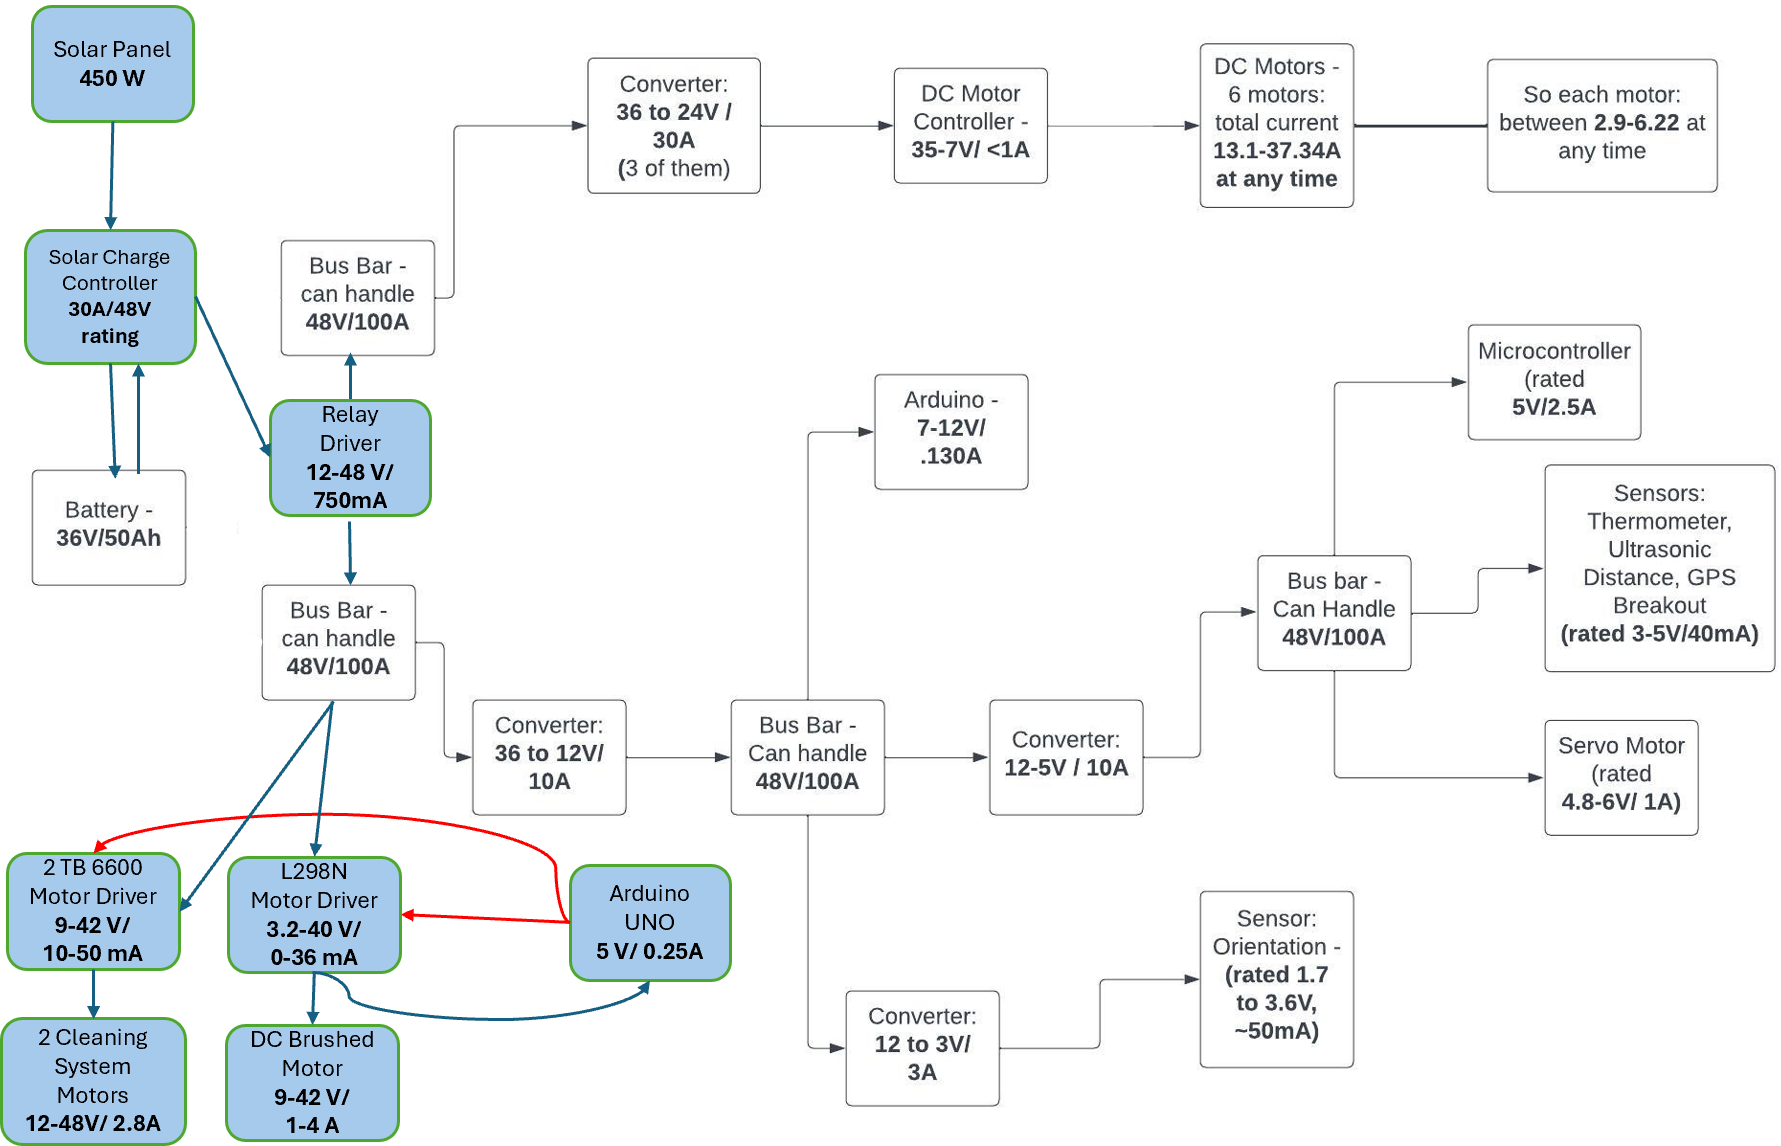 Solar Panel
450 W
Solar Charge
Controller
30A/48V
rating
Battery -
36V/50Ah
Relay
Driver
12-48 V/
750mA
Bus Bar -
can handle
48V/100A
Converter:
36 to 24V /
30A
(3 of them)
DC Motor
Controller -
35-7V/ <1A
DC Motors -
6 motors:
total current
13.1-37.34A
at any time
So each motor:
between 2.9-6.22 at
any time
Bus Bar -
can handle
48V/100A
Converter:
36 to 12V/
10A
Bus Bar -
Can handle
48V/100A
Arduino -
7-12V/
.130A
Converter:
12-5V / 10A
Bus bar -
Can Handle
48V/100A
Microcontroller
(rated
5V/2.5A
Sensors:
Thermometer,
Ultrasonic
Distance, GPS
Breakout
(rated 3-5V/40mA)
Servo Motor
(rated
4.8-6V/ 1A)
Converter:
12 to 3V/
3A
Sensor:
Orientation -
(rated 1.7
to 3.6V,
~50mA)
2 TB 6600
Motor Driver
9-42 V/
10-50 mA
L298N
Motor Driver
3.2-40 V/
0-36 mA
Arduino
UNO
5 V/ 0.25A
2 Cleaning
System
Motors
12-48V/ 2.8A
DC Brushed
Motor
9-42 V/
1-4 A